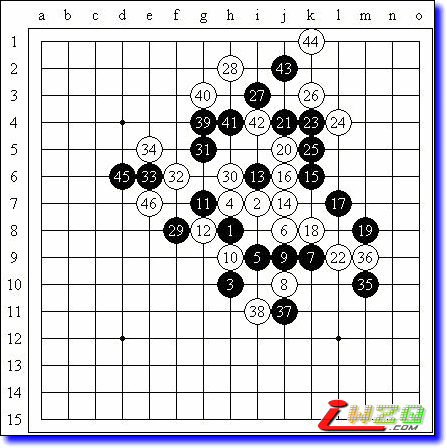 a b c d e f g h i j k l m n o
1 44
2 28 43
3 40 27 26
4 39 41 42 21 23 24
5 34 31 20 25
6 45 33 32 30 13 16 15
7 46 11 4 2 14 17
8 29 12 1 6 18 19
9 10 5 9 7 22 36
10 3 8 35
11 38 37
12
13
14
15
iWZQ
.COM